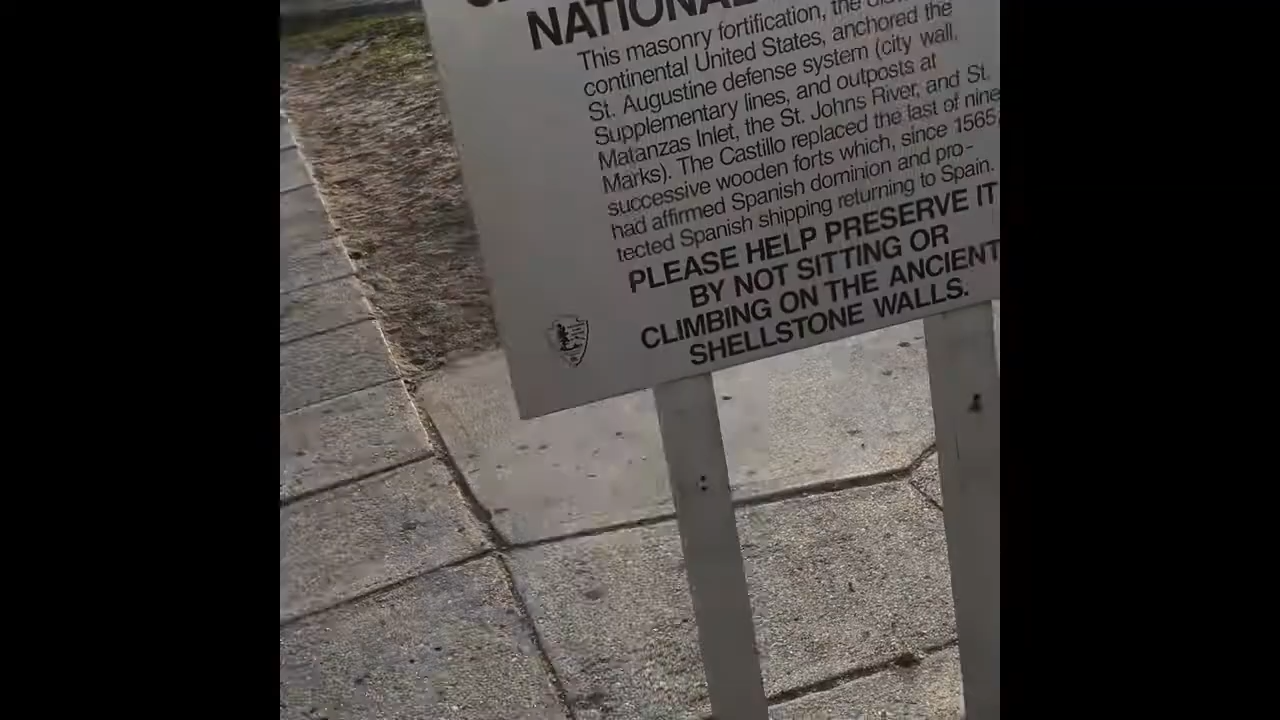 NATIONAL
This masonry fortification, the
continental United States, anchored the
St. Augustine defense system (city wall,
Supplementary lines, and outposts at
Matanzas Inlet, the St. Johns River, and St.
Marks). The Castillo replaced the last of nine
successive wooden forts which, since 1565,
had affirmed Spanish dominion and pro-
tected Spanish shipping returning to Spain.
PLEASE HELP PRESERVE IT
BY NOT SITTING OR
CLIMBING ON THE ANCIENT
SHELLSTONE WALLS.